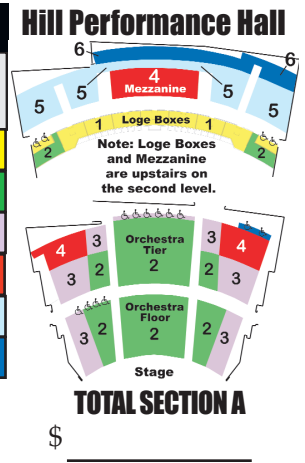 Hill Performance Hall
6
6
4
Mezzanine
5
5
5
5
1
Loge Boxes
1
2
2
Note: Loge Boxes
and Mezzanine
are upstairs on
the second level.
4
3
Orchestra
Tier
2
3
4
3
2
2
3
Orchestra
Floor
2
3
2
2
3
Stage
TOTAL SECTION A
$